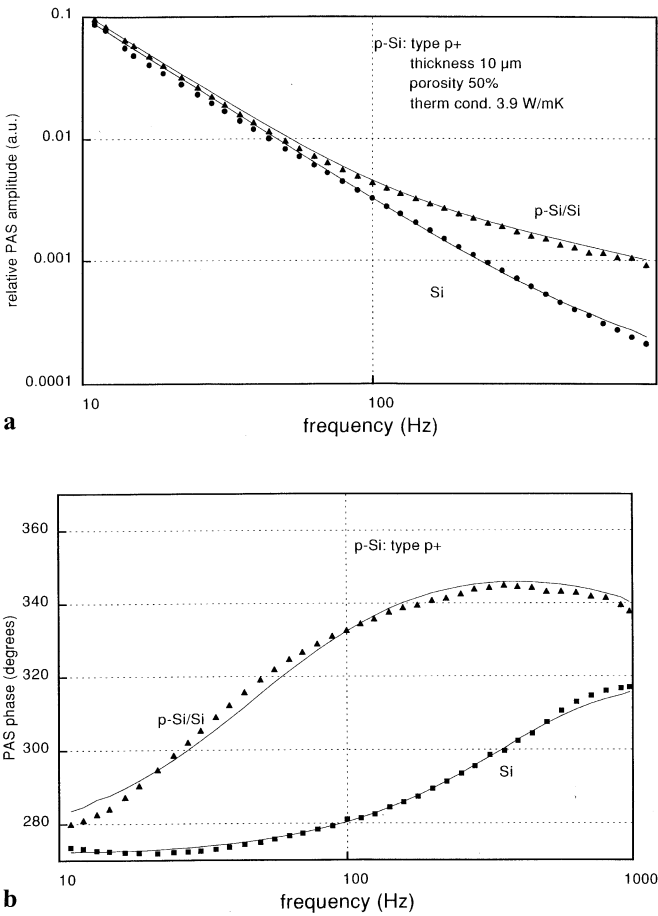 0.1
p-Si: type p+
thickness 10 µm
porosity 50%
therm cond. 3.9 W/mK
0.01
relative PAS amplitude (a.u.)
p-Si/Si
0.001
Si
0.0001
10
100
a
frequency (Hz)
360
p-Si: type p+
340
PAS phase (degrees)
320
p-Si/Si
300
Si
280
10
100
1000
b
frequency (Hz)